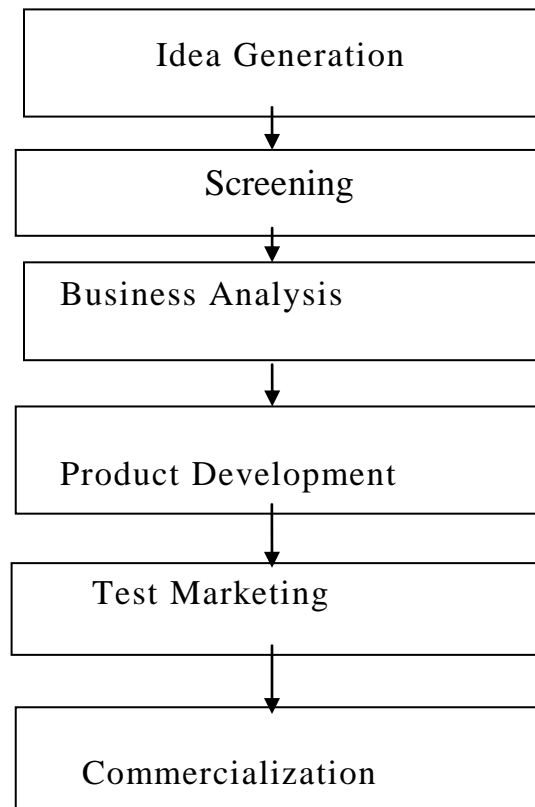 Idea Generation
Screening
Business Analysis
Product Development
Test Marketing
Commercialization